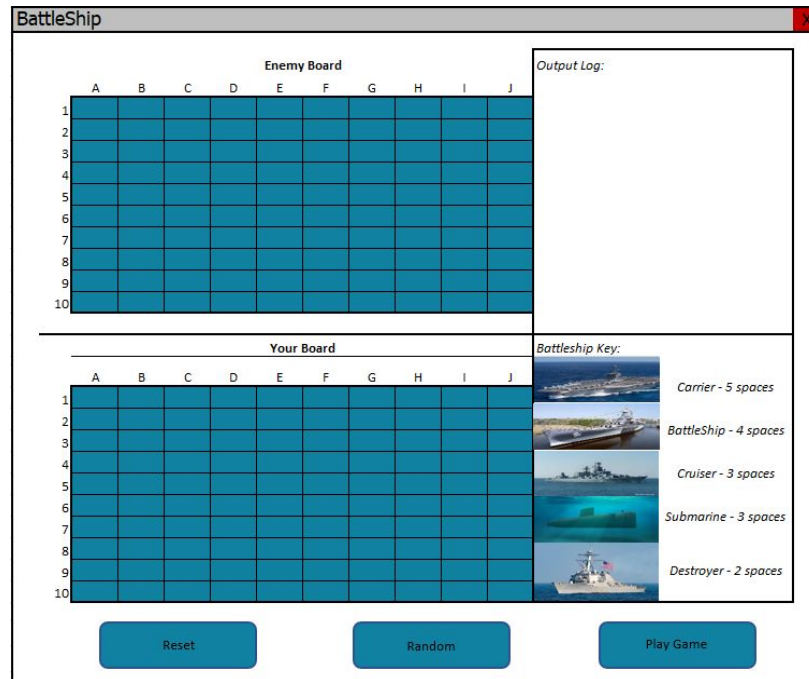 BattleShip X
Enemy Board
Output Log:
A B C D E F G H I J
1
2
3
4
5
6
7
8
9
10
Your Board
Battleship Key:
A B C D E F G H I J
1
2
3
4
5
6
7
8
9
10
Carrier - 5 spaces
BattleShip - 4 spaces
Cruiser - 3 spaces
Submarine - 3 spaces
Destroyer - 2 spaces
Reset Random Play Game